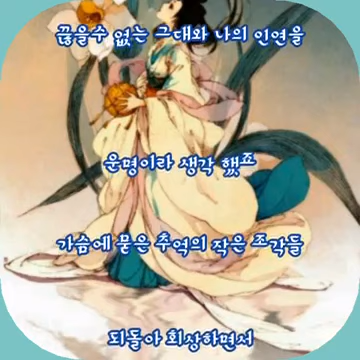 끊을수 없는 그대와 나의 인연을
운명이라 생각 했죠
가슴에 묻은 추억의 작은 조각들
되돌아 회상하면서